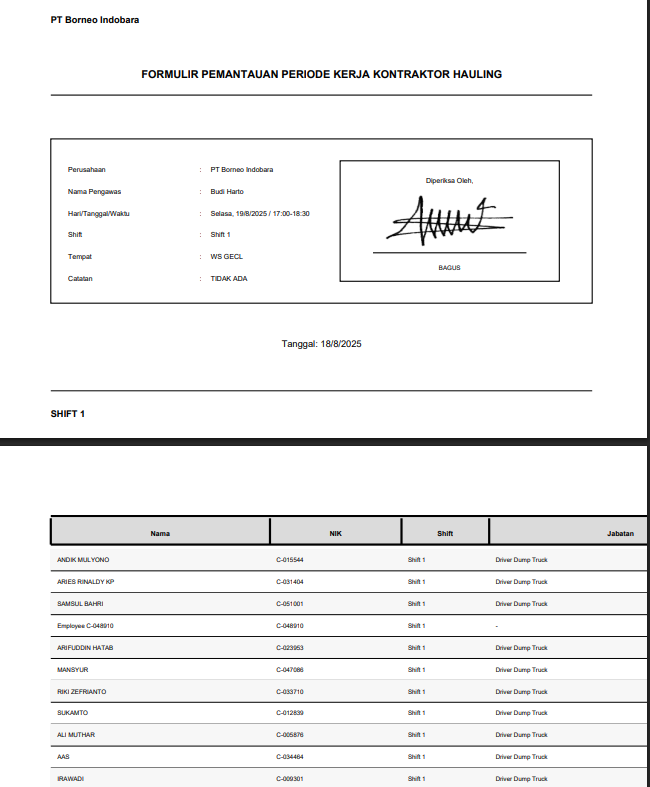 PT Borneo Indobara
FORMULIR PEMANTAUAN PERIODE KERJA KONTRAKTOR HAULING
Perusahaan : PT Borneo Indobara
Nama Pengawas : Budi Harto
Hari/Tanggal/Waktu : Selasa, 19/8/2025 / 17:00-18:30
Shift : Shift 1
Tempat : WS GECL
Catatan : TIDAK ADA
Diperiksa Oleh,
BAGUS
Tanggal: 18/8/2025
SHIFT 1
Nama NIK Shift Jabatan
ANDIK MULYONO C-015544 Shift 1 Driver Dump Truck
ARIES RINALDY KP C-031404 Shift 1 Driver Dump Truck
SAMSUL BAHRI C-051001 Shift 1 Driver Dump Truck
Employee C-048910 C-048910 Shift 1 -
ARIFUDDIN HATAB C-023953 Shift 1 Driver Dump Truck
MANSYUR C-047086 Shift 1 Driver Dump Truck
RIKI ZEFRIANTO C-033710 Shift 1 Driver Dump Truck
SUKAMTO C-012839 Shift 1 Driver Dump Truck
ALI MUTHAR C-005876 Shift 1 Driver Dump Truck
AAS C-034464 Shift 1 Driver Dump Truck
IRAWADI C-009301 Shift 1 Driver Dump Truck